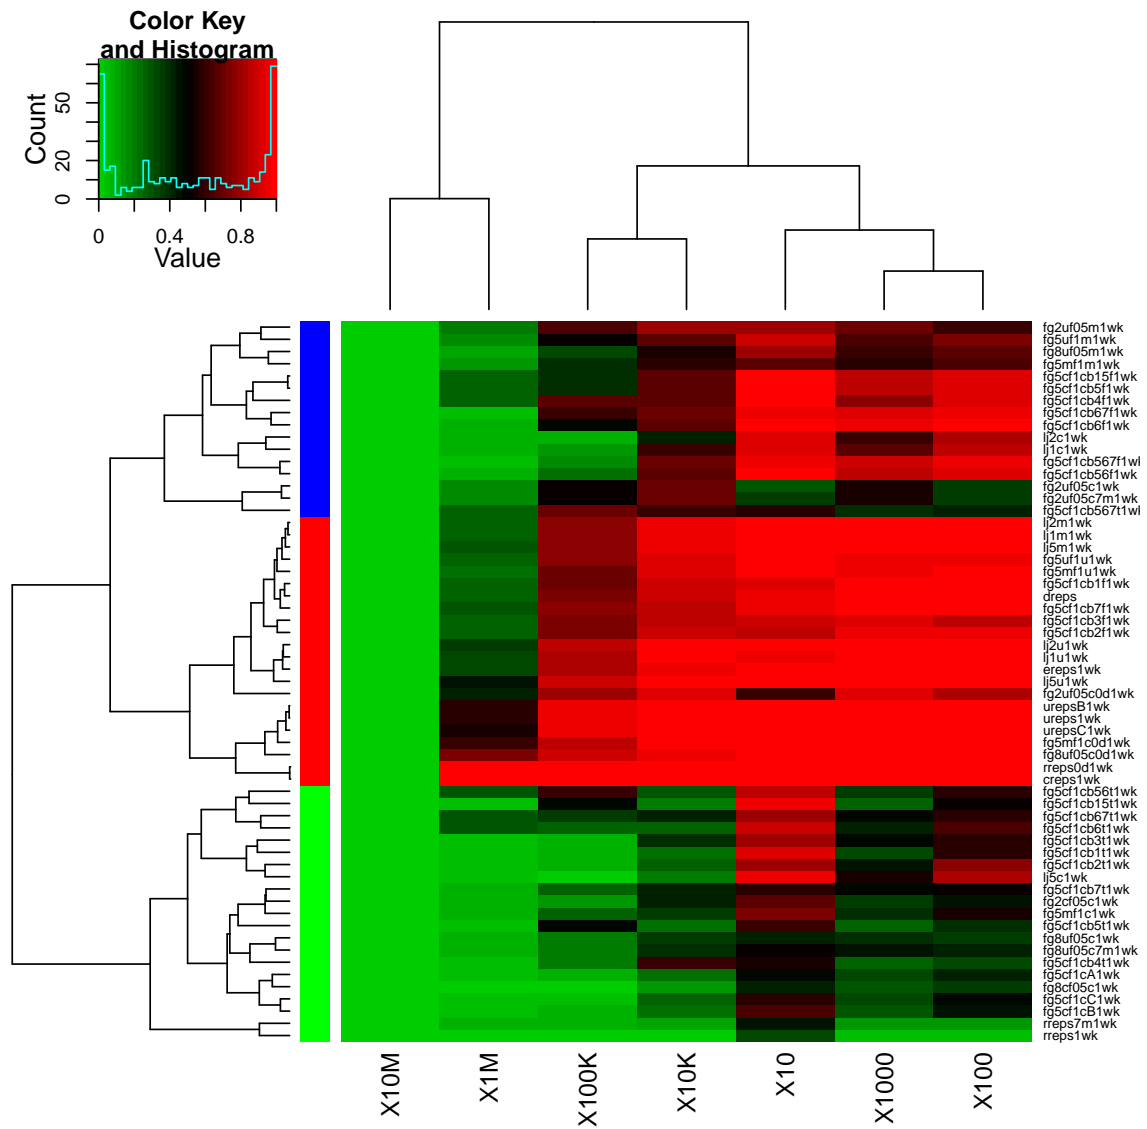 Color Key
and Histogram
Count
0
20
50
0
0.4
0.8
Value
fg2uf05m1wk
fg5uf1m1wk
fg8uf05m1wk
fg5mf1m1wk
fg5cf1cb15f1wk
fg5cf1cb5f1wk
fg5cf1cb4f1wk
fg5cf1cb67f1wk
fg5cf1cb6f1wk
lj2c1wk
lj1c1wk
fg5cf1cb567f1wk
fg5cf1cb56f1wk
fg2uf05c1wk
fg2uf05c7m1wk
fg5cf1cb567t1wk
lj2m1wk
lj1m1wk
lj5m1wk
fg5uf1u1wk
fg5mf1u1wk
fg5cf1cb1f1wk
dreps
fg5cf1cb7f1wk
fg5cf1cb3f1wk
fg5cf1cb2f1wk
lj2u1wk
lj1u1wk
ereps1wk
lj5u1wk
fg2uf05c0d1wk
urepsB1wk
ureps1wk
urepsC1wk
fg5mf1c0d1wk
fg8uf05c0d1wk
rreps0d1wk
creps1wk
fg5cf1cb56t1wk
fg5cf1cb15t1wk
fg5cf1cb67t1wk
fg5cf1cb6t1wk
fg5cf1cb3t1wk
fg5cf1cb1t1wk
fg5cf1cb2t1wk
lj5c1wk
fg5cf1cb7t1wk
fg2cf05c1wk
fg5mf1c1wk
fg5cf1cb5t1wk
fg8uf05c1wk
fg8uf05c7m1wk
fg5cf1cb4t1wk
fg5cf1cA1wk
fg8cf05c1wk
fg5cf1cC1wk
fg5cf1cB1wk
rreps7m1wk
rreps1wk
X10M
X1M
X100K
X10K
X10
X1000
X100